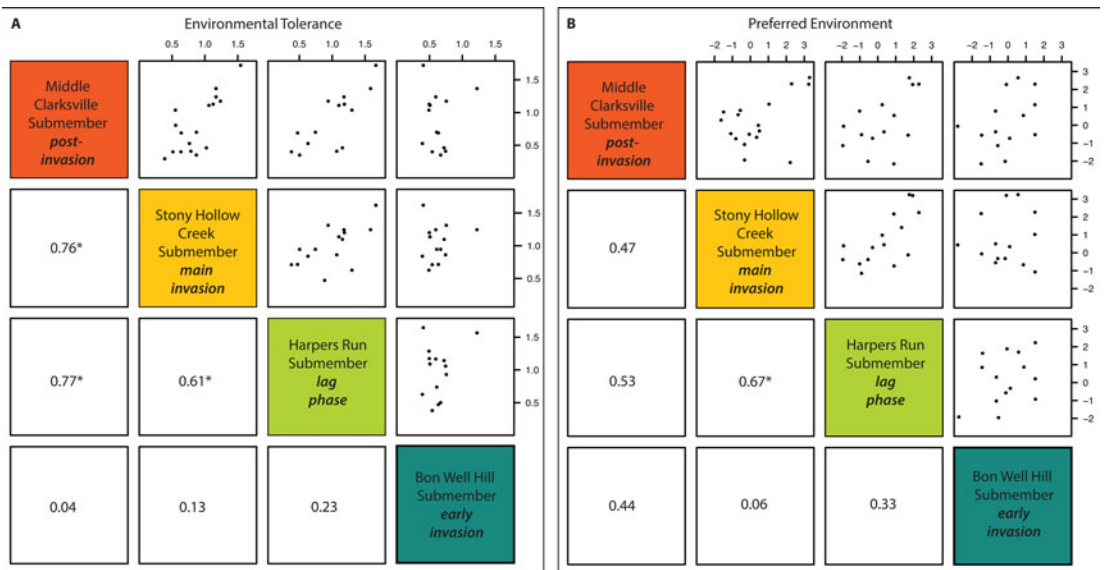 A
Environmental Tolerance
0.5 1.0 1.5 0.5 1.0 1.5 0.5 1.0 1.5
Middle
Clarksville
Submember
post-
invasion
1.5
1.0
0.5
0.76*
Stony Hollow
Creek
Submember
main
invasion
1.5
1.0
0.5
0.77*
0.61*
Harpers Run
Submember
lag
phase
1.5
1.0
0.5
0.04
0.13
0.23
Bon Well Hill
Submember
early
invasion
B
Preferred Environment
−2 −1 0 1 2 3 −2 −1 0 1 2 3 −2 −1 0 1 2 3
Middle
Clarksville
Submember
post-
invasion
3
2
1
0
−1
−2
0.47
Stony Hollow
Creek
Submember
main
invasion
3
2
1
0
−1
−2
0.53
0.67*
Harpers Run
Submember
lag
phase
3
2
1
0
−1
−2
0.44
0.06
0.33
Bon Well Hill
Submember
early
invasion